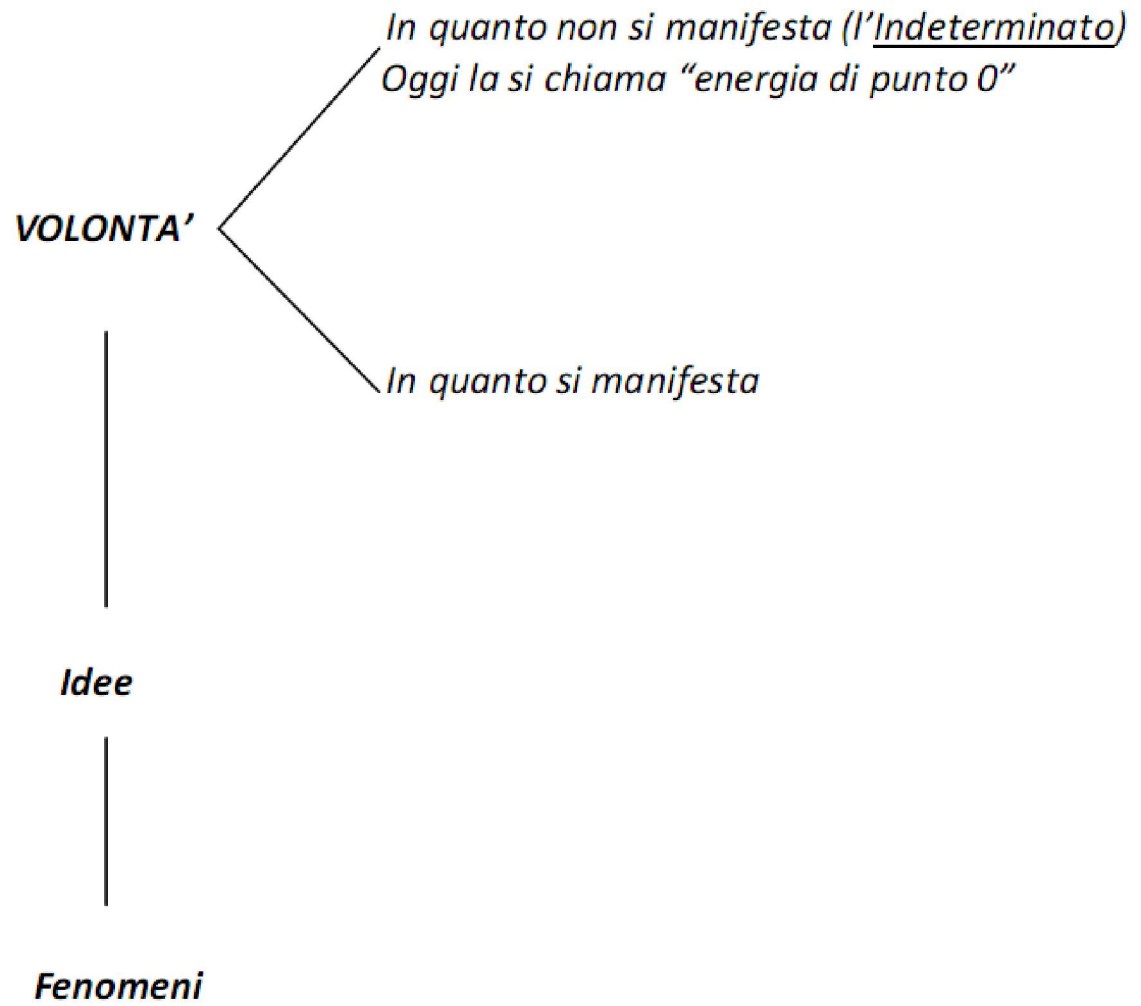 In quanto non si manifesta (l’Indeterminato)
Oggi la si chiama “energia di punto 0”
VOLONTA’
In quanto si manifesta
Idee
Fenomeni